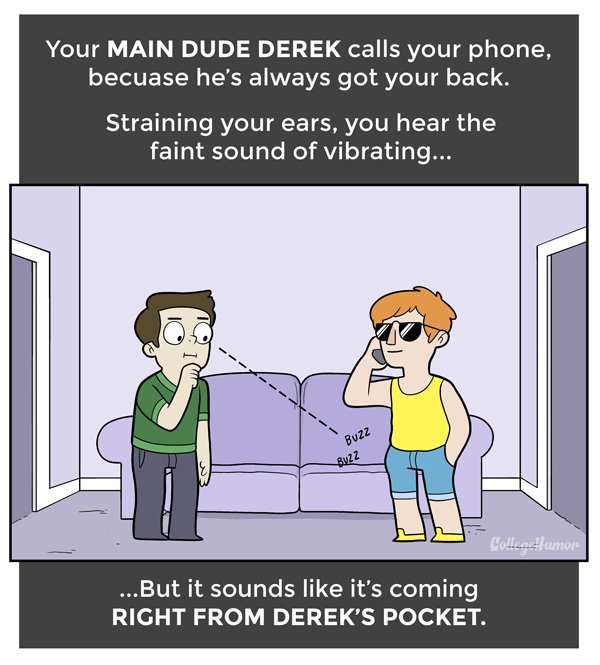 Your MAIN DUDE DEREK calls your phone,
becuase he's always got your back.
Straining your ears, you hear the
faint sound of vibrating...
BUZZ
BUZZ
CollegeHumor
...But it sounds like it's coming
RIGHT FROM DEREK'S POCKET.